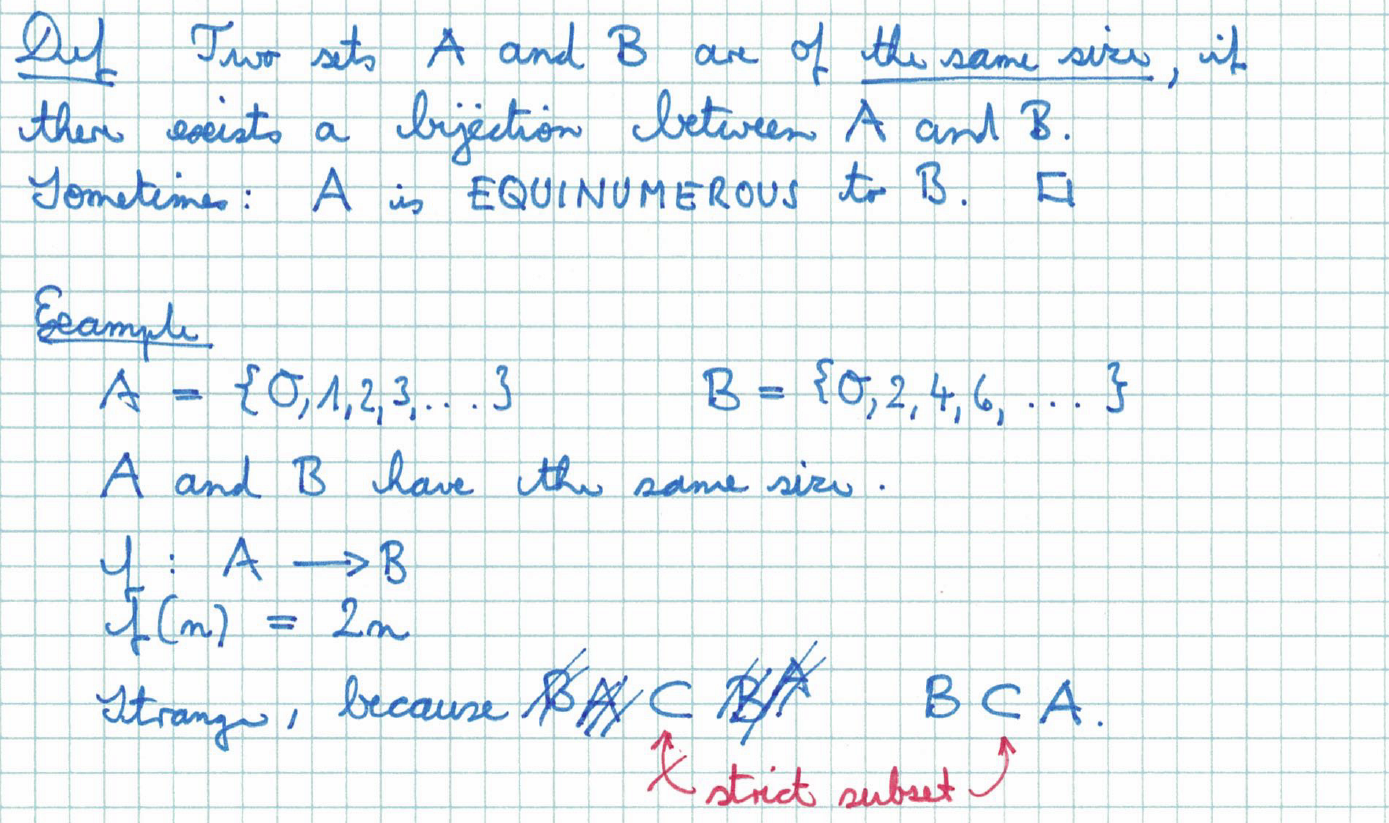 Def Two sets A and B are of the same size, if
there exists a bijection between A and B.
Sometimes: A is EQUINUMEROUS to B. □
Example
A = {0,1,2,3,...} B = {0,2,4,6,....}
A and B have the same size.
f : A → B
f(n) = 2n
Strange, because B A ⊂ B A B ⊂ A.
strict subset